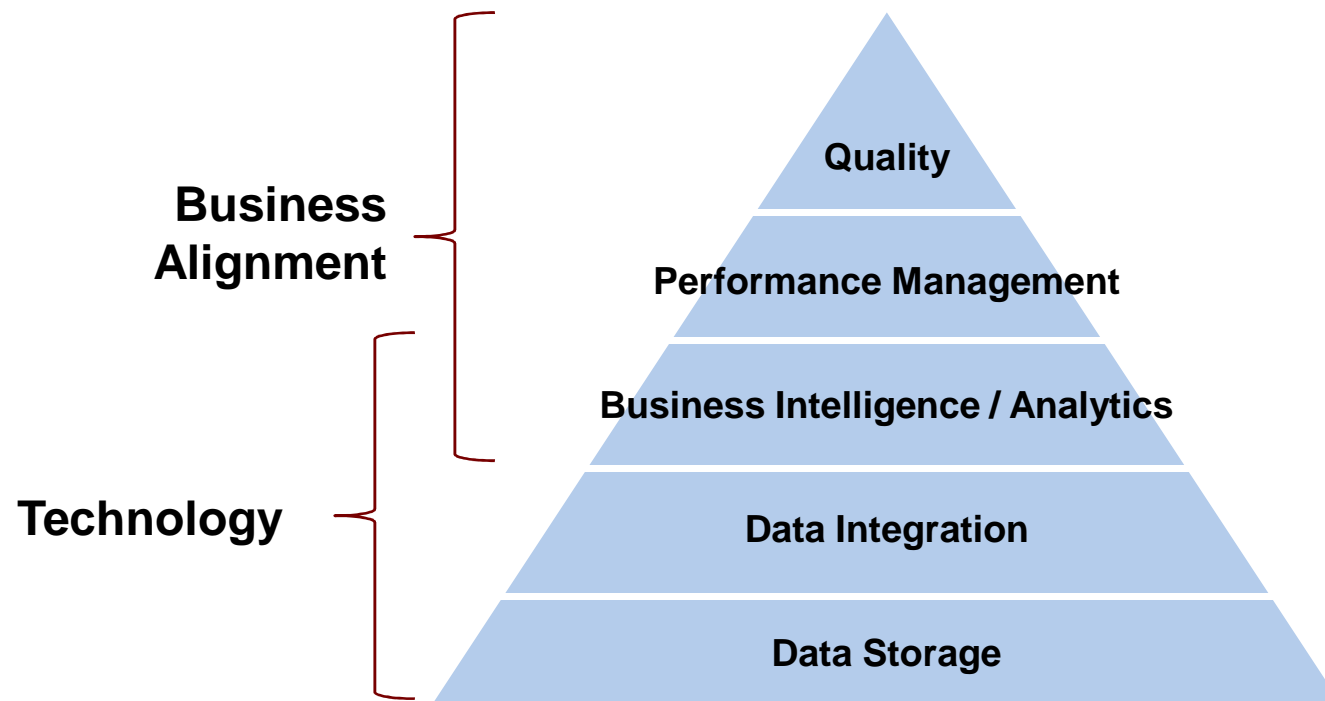 Quality
Business
Alignment
Performance Management
Business Intelligence / Analytics
Technology
Data Integration
Data Storage